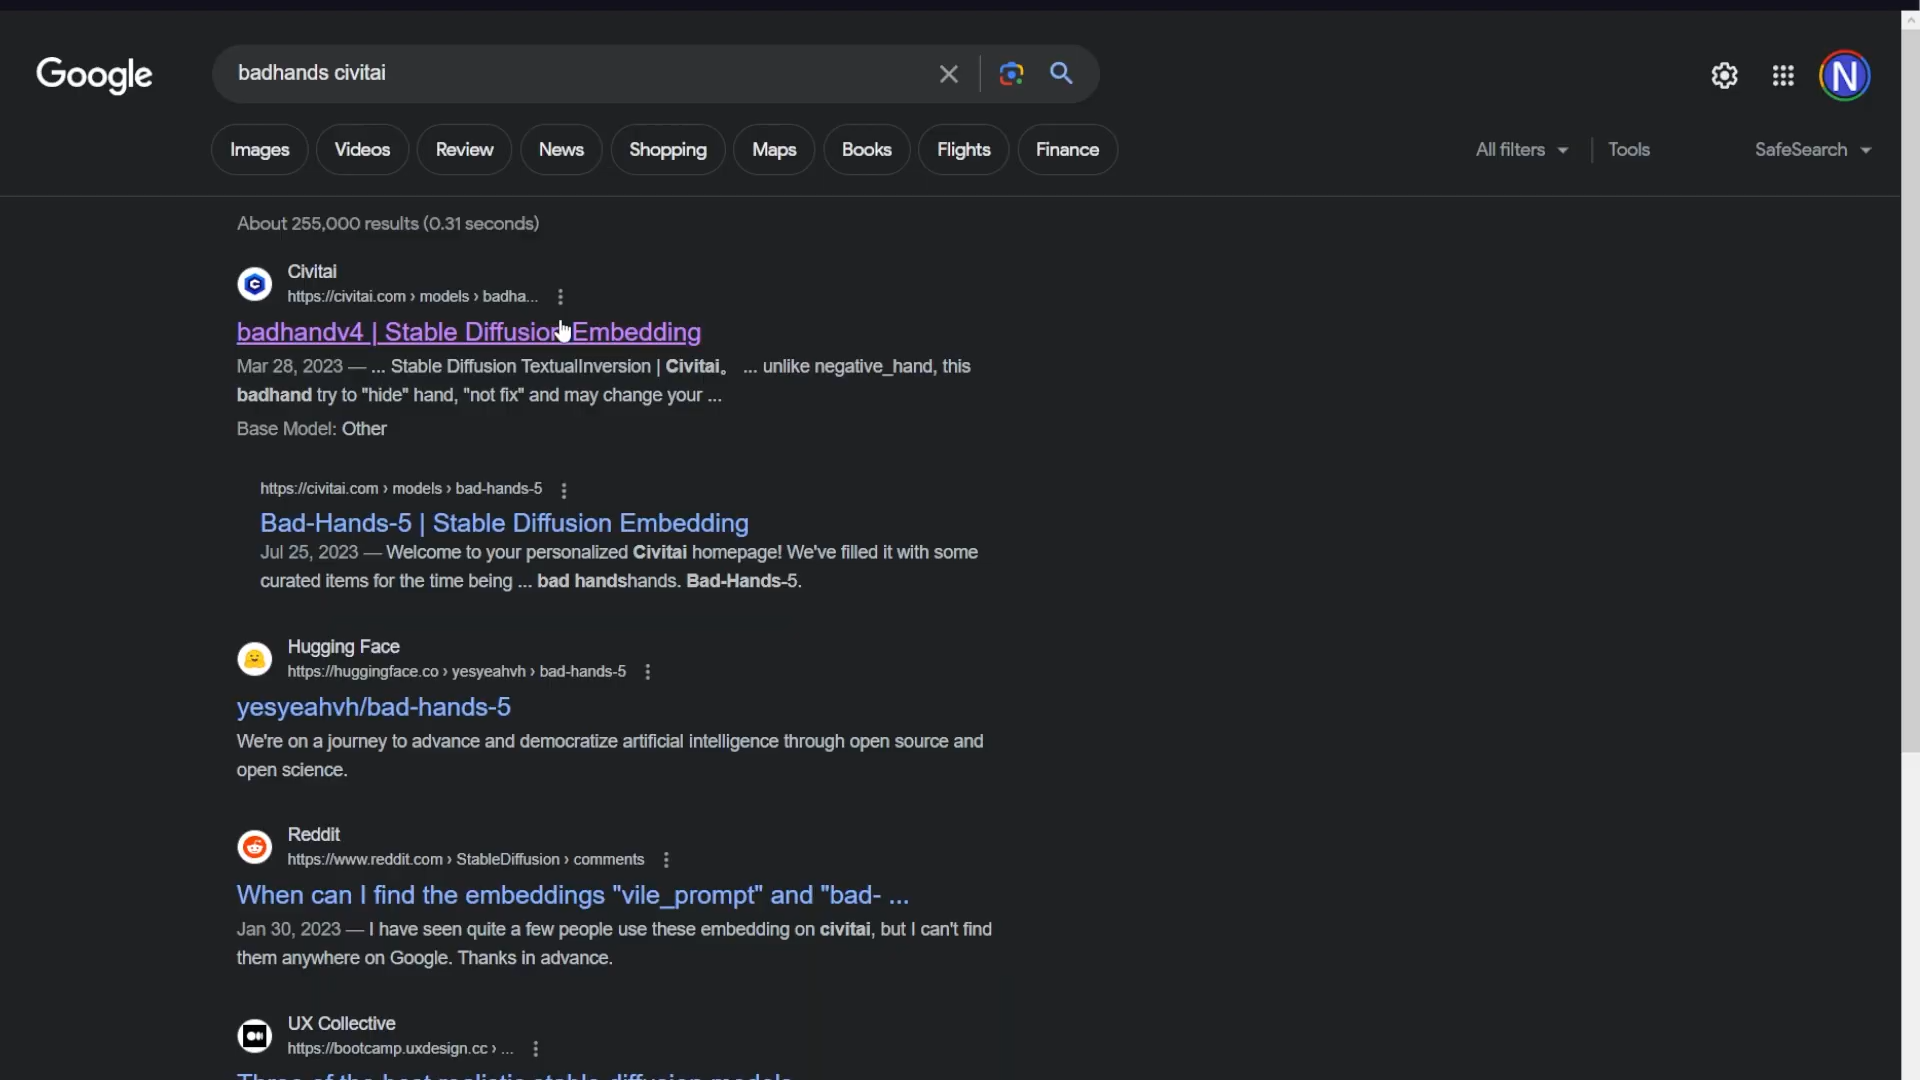 Google
badhands civitai
N
Images Videos Review News Shopping Maps Books Flights Finance
All filters Tools SafeSearch
About 255,000 results (0.31 seconds)
Civitai
https://civitai.com › models › badha...
badhandv4 | Stable Diffusion Embedding
Mar 28, 2023 — ... Stable Diffusion TextualInversion | Civitai。 ... unlike negative_hand, this
badhand try to "hide" hand, "not fix" and may change your ...
Base Model: Other
https://civitai.com › models › bad-hands-5
Bad-Hands-5 | Stable Diffusion Embedding
Jul 25, 2023 — Welcome to your personalized Civitai homepage! We've filled it with some
curated items for the time being ... bad handshands. Bad-Hands-5.
Hugging Face
https://huggingface.co › yesyeahvh › bad-hands-5
yesyeahvh/bad-hands-5
We're on a journey to advance and democratize artificial intelligence through open source and
open science.
Reddit
https://www.reddit.com › StableDiffusion › comments
When can I find the embeddings "vile_prompt" and "bad- ...
Jan 30, 2023 — I have seen quite a few people use these embedding on civitai, but I can't find
them anywhere on Google. Thanks in advance.
UX Collective
https://bootcamp.uxdesign.cc › ...
Three of the best realistic stable diffusion models